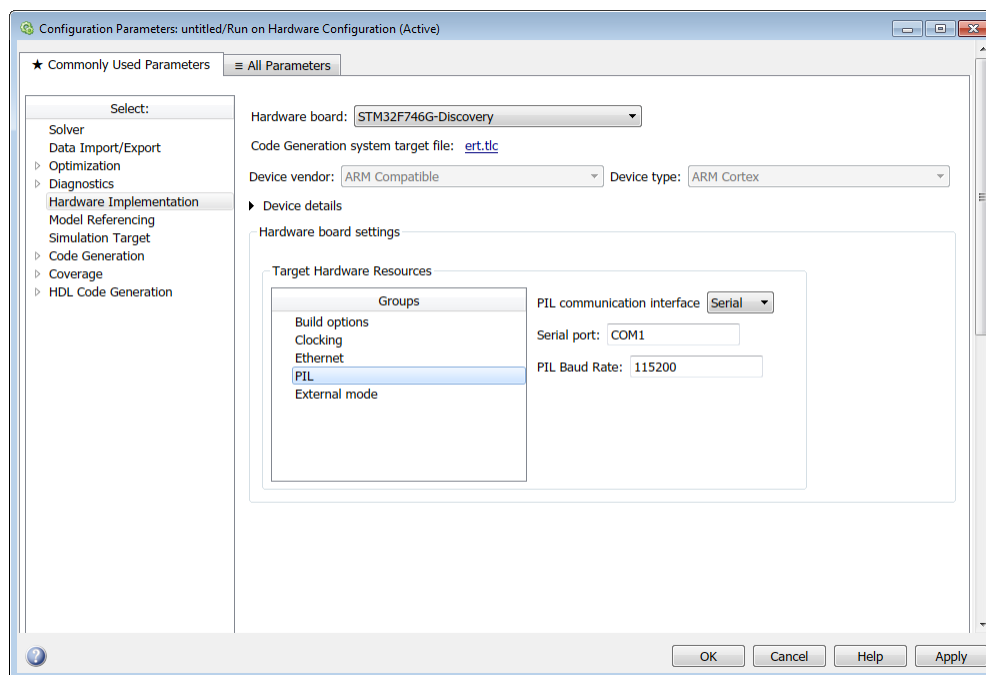 Configuration Parameters: untitled/Run on Hardware Configuration (Active)
★ Commonly Used Parameters
≡ All Parameters
Select:
Solver
Data Import/Export
Optimization
Diagnostics
Hardware Implementation
Model Referencing
Simulation Target
Code Generation
Coverage
HDL Code Generation
Hardware board: STM32F746G-Discovery
Code Generation system target file: ert.tlc
Device vendor: ARM Compatible Device type: ARM Cortex
Device details
Hardware board settings
Target Hardware Resources
Groups
Build options
Clocking
Ethernet
PIL
External mode
PIL communication interface Serial
Serial port: COM1
PIL Baud Rate: 115200
OK Cancel Help Apply